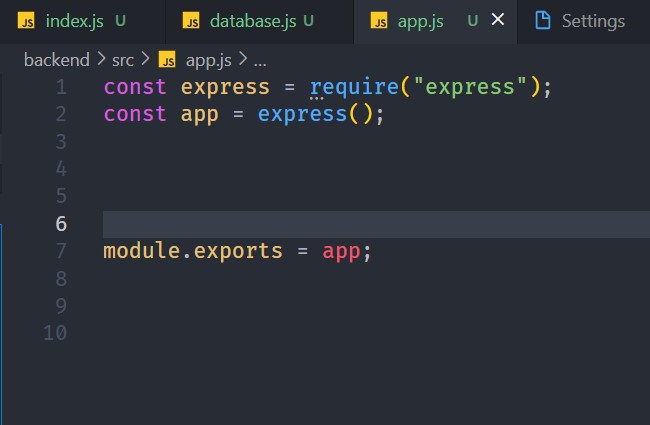 JS index.js U JS database.js U JS app.js U × Settings
backend > src > JS app.js > ...
1 const express = require("express");
2 const app = express();
3
4
5
6
7 module.exports = app;
8
9
10